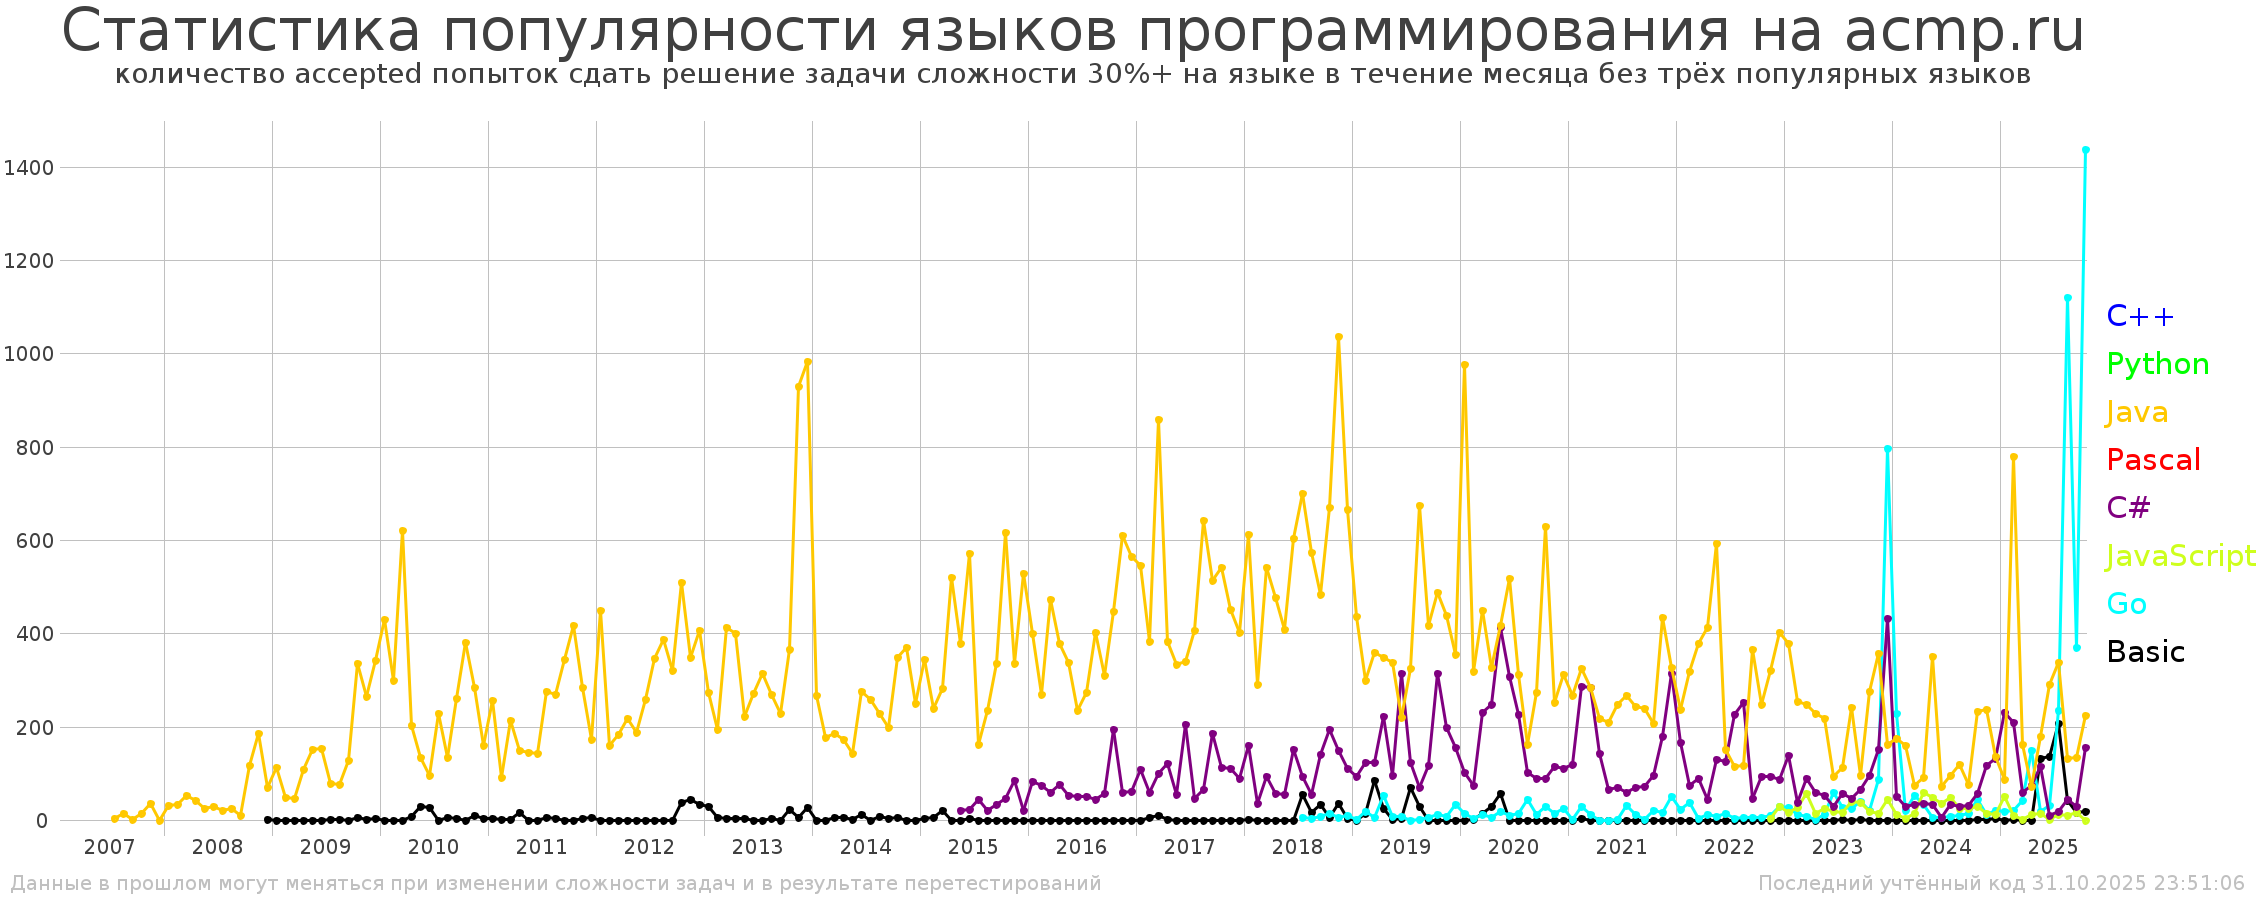 Статистика популярности языков программирования на acmp.ru
количество accepted попыток сдать решение задачи сложности 30%+ на языке в течение месяца без трёх популярных языков
1400
1200
1000
800
600
400
200
0
C++
Python
Java
Pascal
C#
JavaScript
Go
Basic
2007 2008 2009 2010 2011 2012 2013 2014 2015 2016 2017 2018 2019 2020 2021 2022 2023 2024 2025
Данные в прошлом могут меняться при изменении сложности задач и в результате перетестирований
Последний учтённый код 31.10.2025 23:51:06